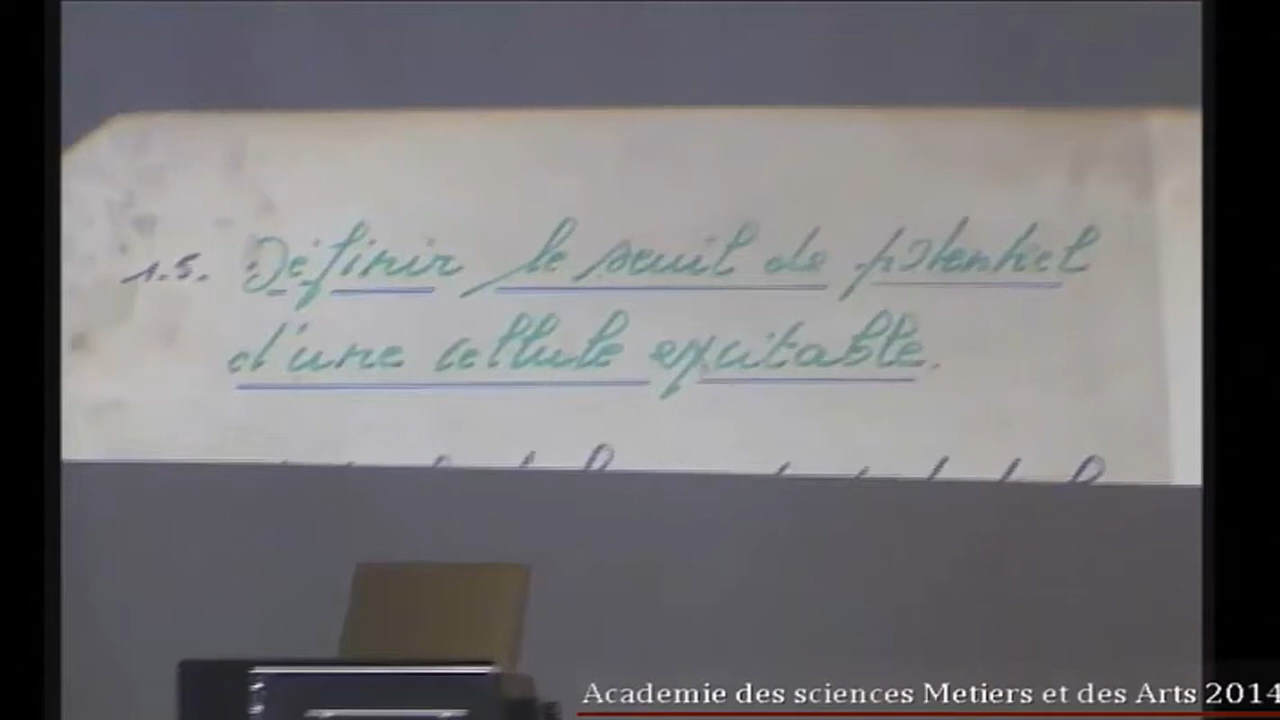 1.5. Définir le seuil de potentiel
d'une cellule excitable.
Academie des sciences Metiers et des Arts 2014